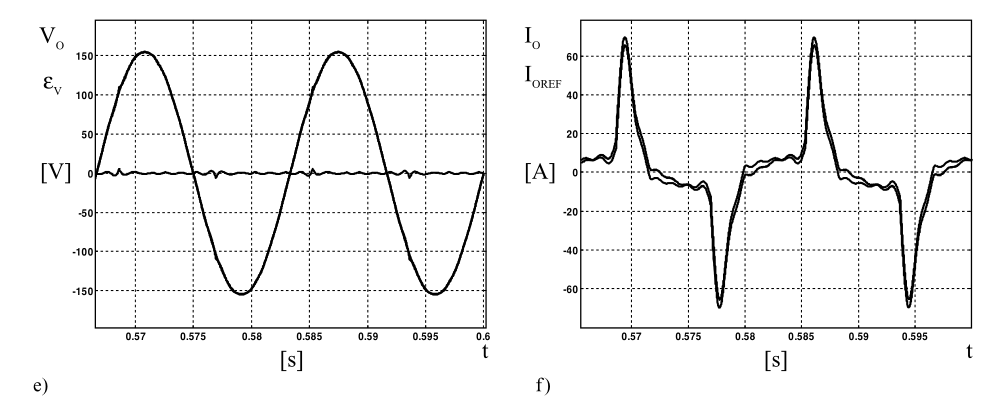 V_O
ε_V
[V]
150
100
50
0
-50
-100
-150
0.57 0.575 0.58 0.585 0.59 0.595 0.6
[s]
t
e)
I_O
I_OREF
[A]
60
40
20
0
-20
-40
-60
0.57 0.575 0.58 0.585 0.59 0.595
[s]
t
f)